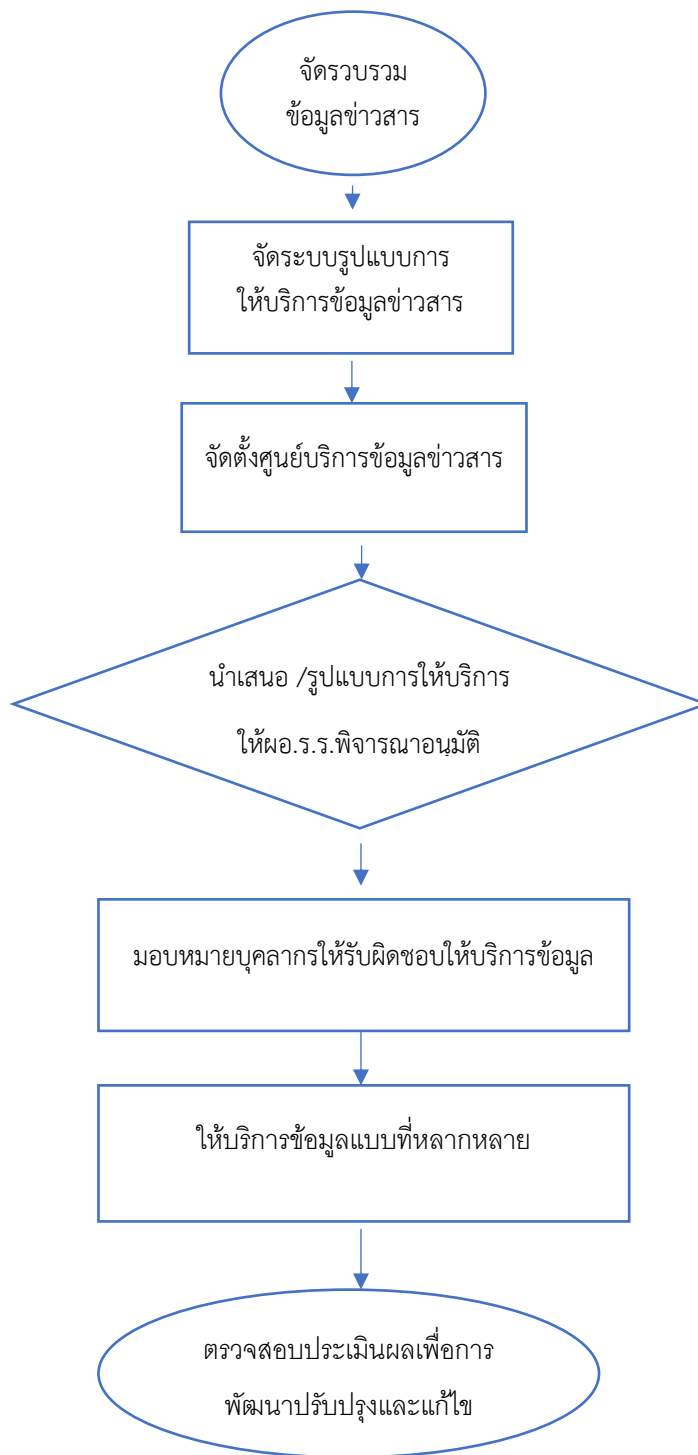 จัดรวบรวม
ข้อมูลข่าวสาร
จัดระบบรูปแบบการ
ให้บริการข้อมูลข่าวสาร
จัดตั้งศูนย์บริการข้อมูลข่าวสาร
นำเสนอ /รูปแบบการให้บริการ
ให้ผอ.ร.ร.พิจารณาอนุมัติ
มอบหมายบุคลากรให้รับผิดชอบให้บริการข้อมูล
ให้บริการข้อมูลแบบที่หลากหลาย
ตรวจสอบประเมินผลเพื่อการ
พัฒนาปรับปรุงและแก้ไข